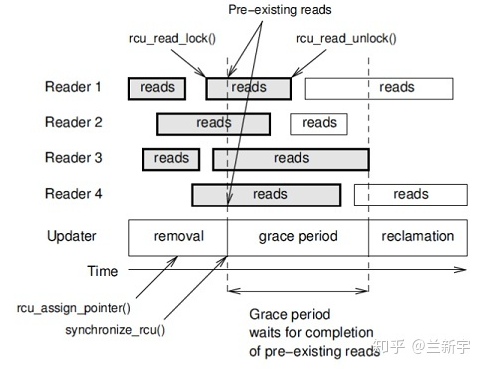 Pre-existing reads
rcu_read_lock()
rcu_read_unlock()
Reader 1
reads
reads
reads
Reader 2
reads
reads
Reader 3
reads
reads
Reader 4
reads
reads
Updater
removal
grace period
reclamation
Time
rcu_assign_pointer()
synchronize_rcu()
Grace period
waits for completion
of pre-existing reads
知乎 @兰新宇